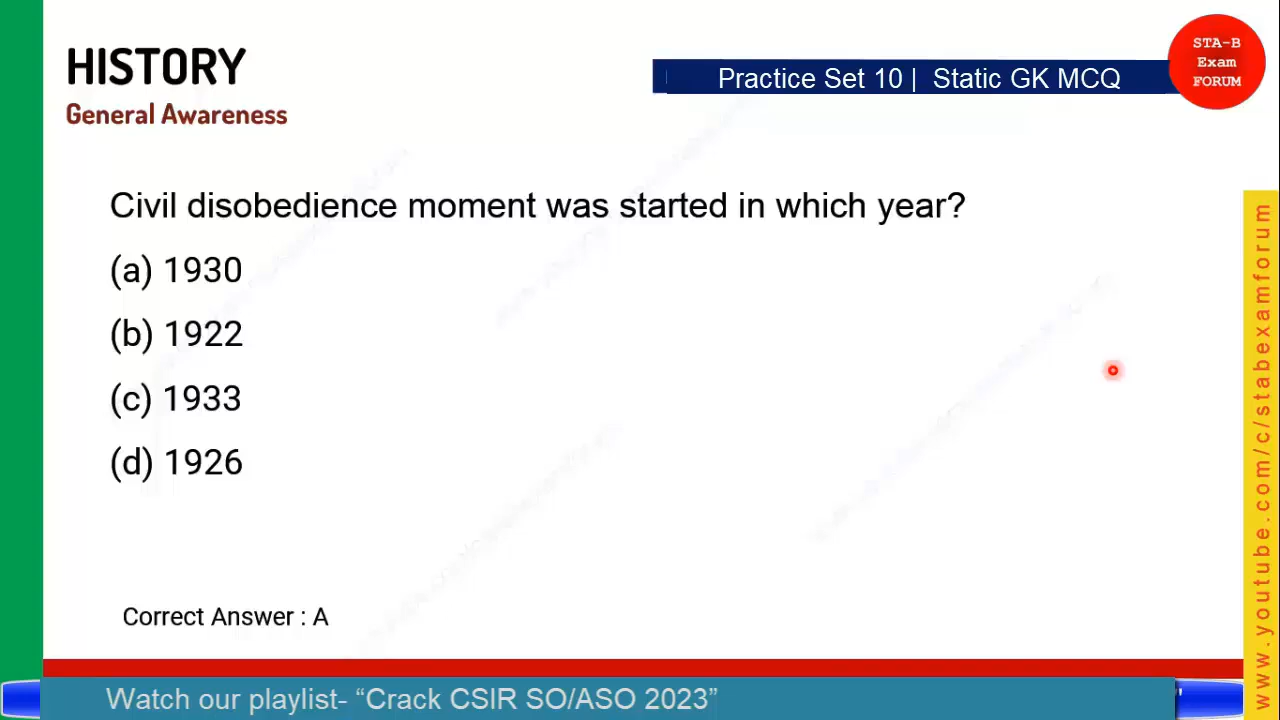 HISTORY
General Awareness
Practice Set 10 | Static GK MCQ
STA-B
Exam
FORUM
Civil disobedience moment was started in which year?
(a) 1930
(b) 1922
(c) 1933
(d) 1926
Correct Answer : A
www.youtube.com/c/stabexamforum
Watch our playlist- “Crack CSIR SO/ASO 2023”